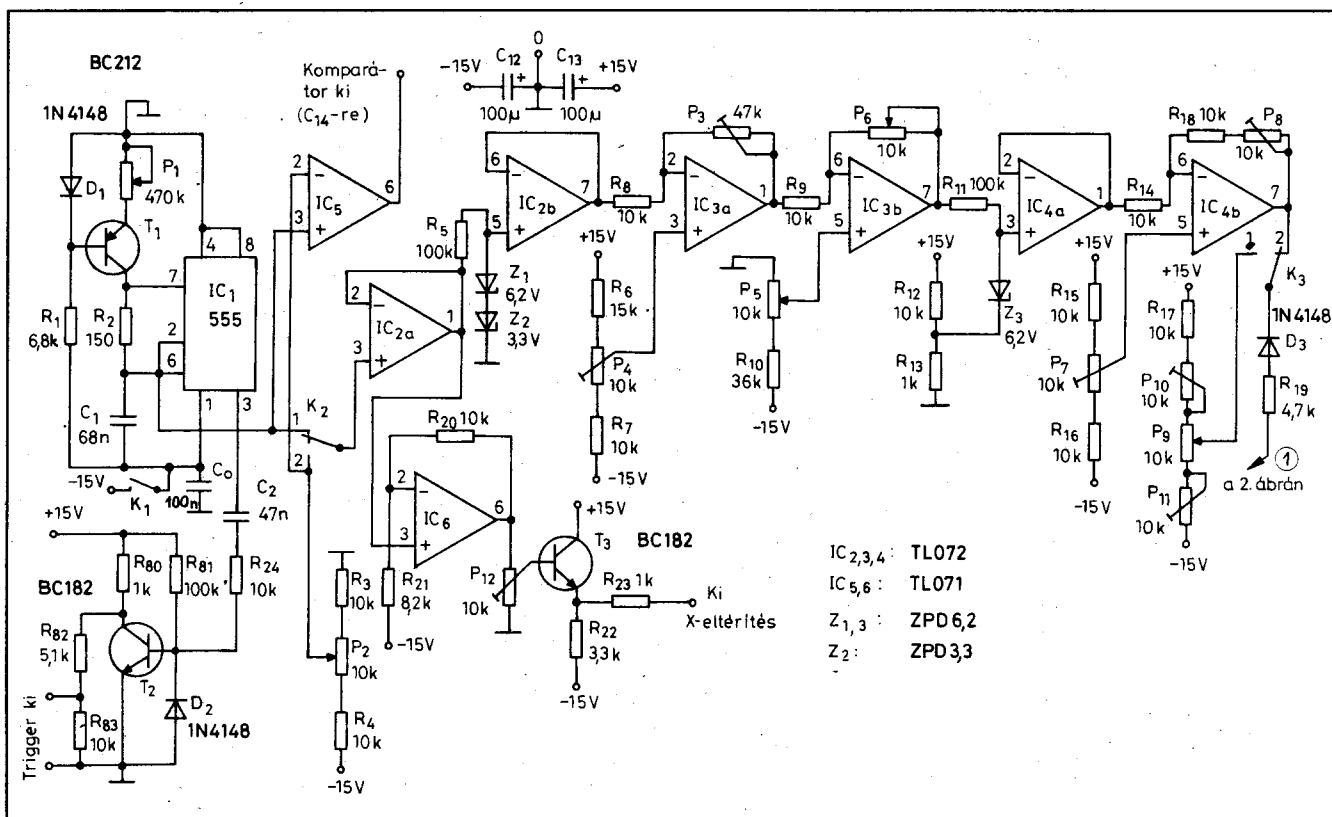 BC212
1N4148
D₁
P₁
470k
T₁
4
8
7
IC₁
555
2
6
1
3
R₁
6,8k
R₂
150
C₁
68n
-15V
K₁
C₀
100n
C₂
47n
+15V
R₈₀
1k
R₈₁
100k
R₂₄
10k
BC182
R₈₂
5,1k
T₂
D₂
1N4148
R₈₃
10k
Trigger ki
Kompará-
tor ki
(C₁₄-re)
2
3
IC₅
6
-15V
C₁₂
100μ
0
C₁₃
100μ
+15V
K₂
1
2
R₃
10k
P₂
10k
R₄
10k
-15V
2
IC₂ₐ
1
3
R₅
100k
Z₁
6,2V
Z₂
3,3V
6
5
IC₂b
7
R₂₀ 10k
2
3
IC₆
6
R₂₁
8,2k
-15V
P₁₂
10k
+15V
T₃
BC182
R₂₃ 1k
Ki
X-eltérítés
R₂₂
3,3k
-15V
R₈
10k
P₃
47k
2
3
IC₃ₐ
1
+15V
R₆
15k
P₄
10k
R₇
10k
-15V
R₉
10k
P₆
10k
6
5
IC₃b
7
P₅
10k
R₁₀
36k
-15V
R₁₁ 100k
+15V
R₁₂
10k
R₁₃
1k
Z₃
6,2V
2
3
IC₄ₐ
1
R₁₄
10k
R₁₈ 10k
P₈
10k
6
5
IC₄b
7
+15V
R₁₅
10k
P₇
10k
R₁₆
10k
-15V
+15V
R₁₇
10k
P₁₀
10k
P₉
10k
P₁₁
10k
-15V
1
2
K₃
1N4148
D₃
R₁₉
4,7k
①
a 2. ábrán
IC₂,₃,₄: TL072
IC₅,₆: TL071
Z₁,₃: ZPD6,2
Z₂: ZPD3,3